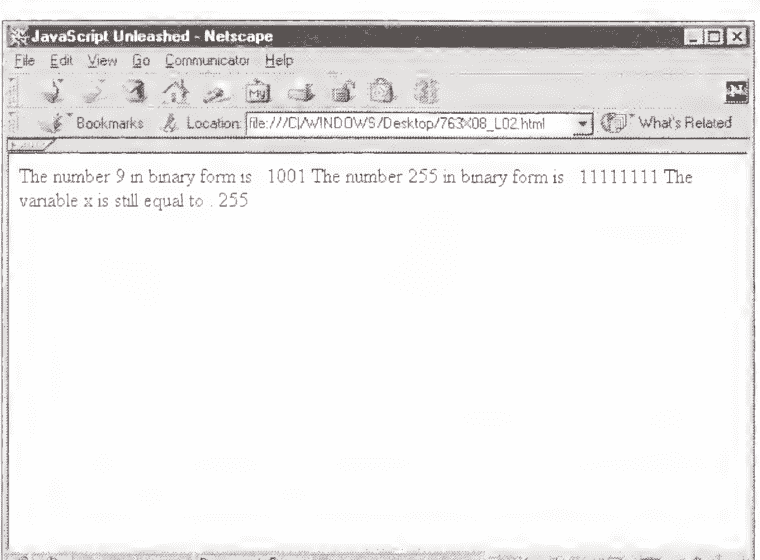 JavaScript Unleashed - Netscape
File Edit View Go Communicator Help
My
N
Bookmarks Location: file:///C|/WINDOWS/Desktop/763X08_L02.html What's Related
The number 9 in binary form is 1001 The number 255 in binary form is 11111111 The
variable x is still equal to . 255